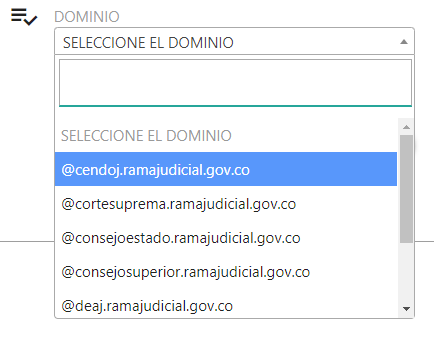 DOMINIO
SELECCIONE EL DOMINIO
SELECCIONE EL DOMINIO
@cendoj.ramajudicial.gov.co
@cortesuprema.ramajudicial.gov.co
@consejoestado.ramajudicial.gov.co
@consejosuperior.ramajudicial.gov.co
@deaj.ramajudicial.gov.co